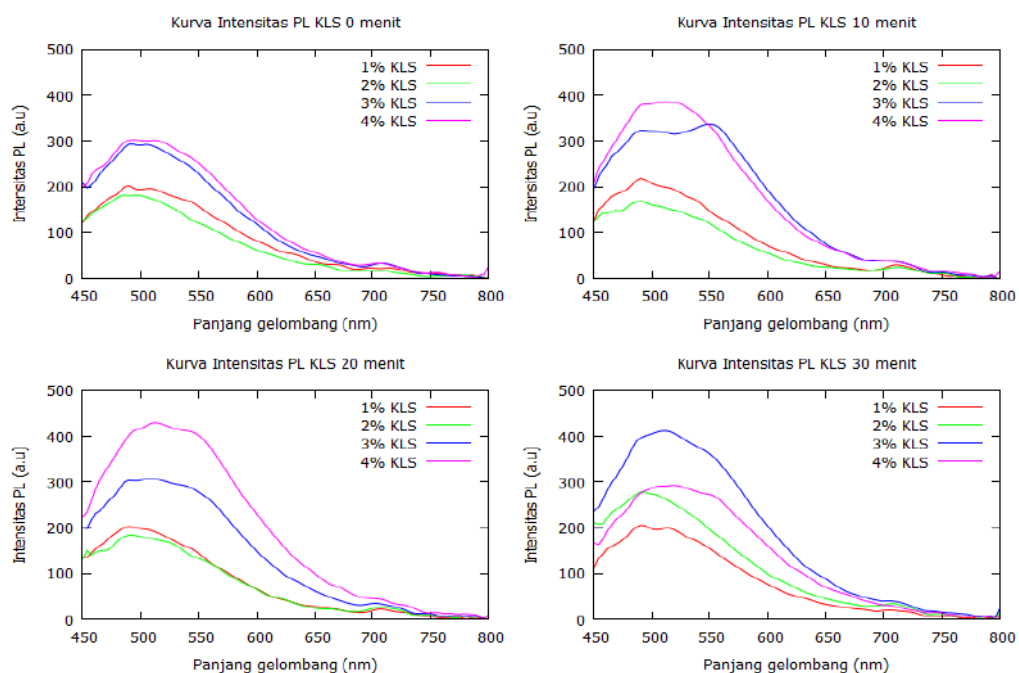 Kurva Intensitas PL KLS 0 menit
500
400
300
200
100
0
Intensitas PL (a.u)
1% KLS
2% KLS
3% KLS
4% KLS
450 500 550 600 650 700 750 800
Panjang gelombang (nm)
Kurva Intensitas PL KLS 10 menit
500
400
300
200
100
0
Intensitas PL (a.u)
1% KLS
2% KLS
3% KLS
4% KLS
450 500 550 600 650 700 750 800
Panjang gelombang (nm)
Kurva Intensitas PL KLS 20 menit
500
400
300
200
100
0
Intensitas PL (a.u)
1% KLS
2% KLS
3% KLS
4% KLS
450 500 550 600 650 700 750 800
Panjang gelombang (nm)
Kurva Intensitas PL KLS 30 menit
500
400
300
200
100
0
Intensitas PL (a.u)
1% KLS
2% KLS
3% KLS
4% KLS
450 500 550 600 650 700 750 800
Panjang gelombang (nm)